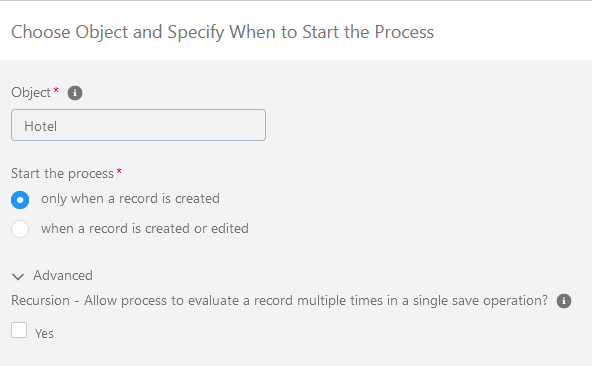 Choose Object and Specify When to Start the Process
Object*
Hotel
Start the process*
only when a record is created
when a record is created or edited
Advanced
Recursion - Allow process to evaluate a record multiple times in a single save operation?
Yes